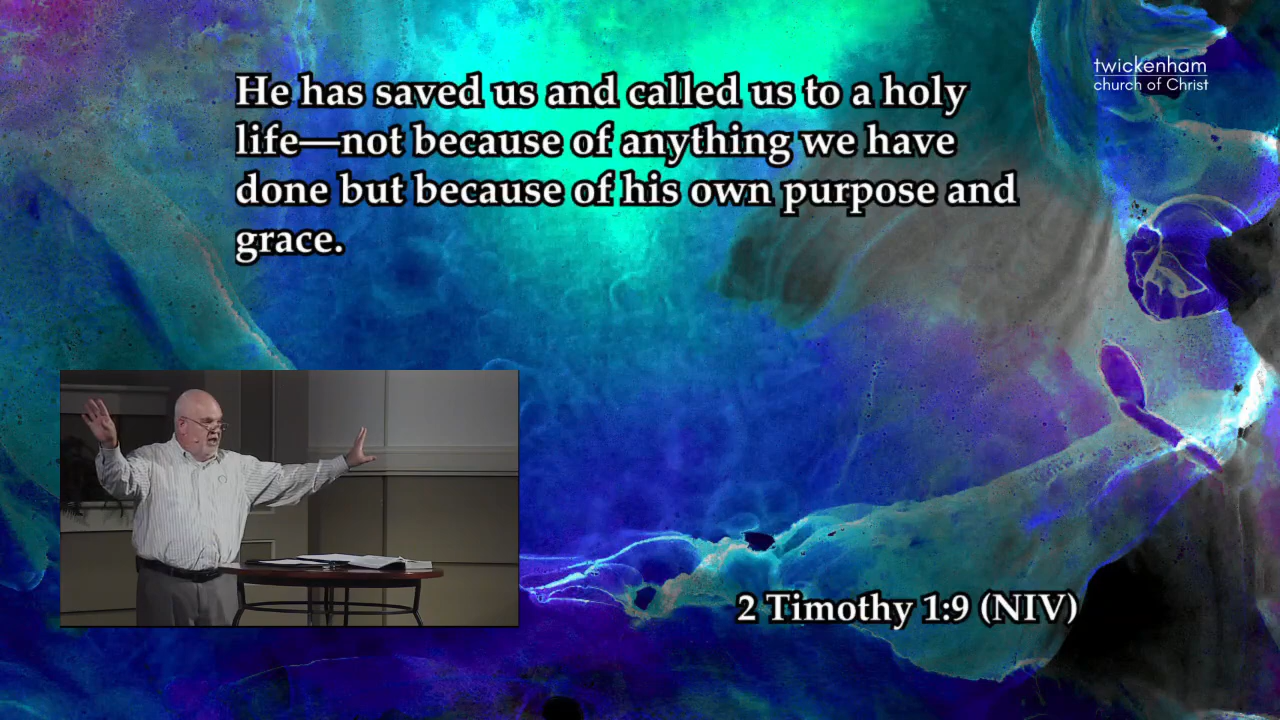 He has saved us and called us to a holy
life—not because of anything we have
done but because of his own purpose and
grace.
twickenham
church of Christ
2 Timothy 1:9 (NIV)